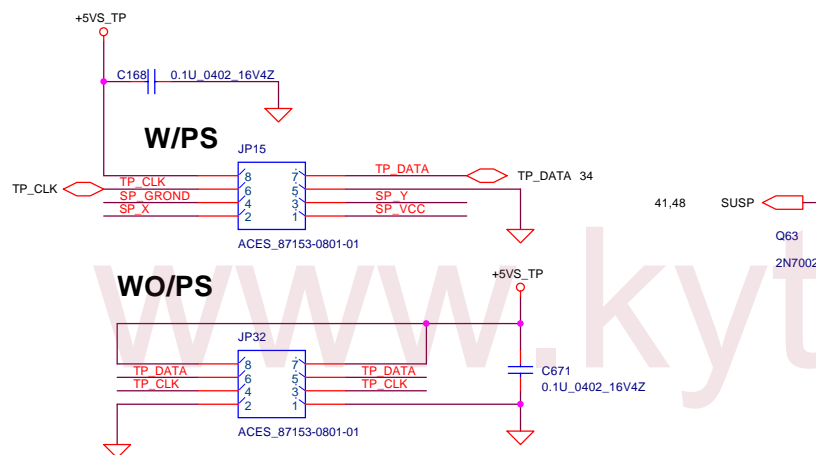 +5VS_TP
C168 0.1U_0402_16V4Z
W/PS
JP15
8 7 TP_DATA
TP_CLK TP_CLK 6 5 TP_DATA 34
SP_GROND 4 3 SP_Y
SP_X 2 1 SP_VCC
41,48 SUSP
ACES_87153-0801-01
Q63
2N7002
WO/PS
+5VS_TP
JP32
8 7
TP_DATA 6 5 TP_DATA
TP_CLK 4 3 TP_CLK
2 1
C671
0.1U_0402_16V4Z
ACES_87153-0801-01
www.kyt